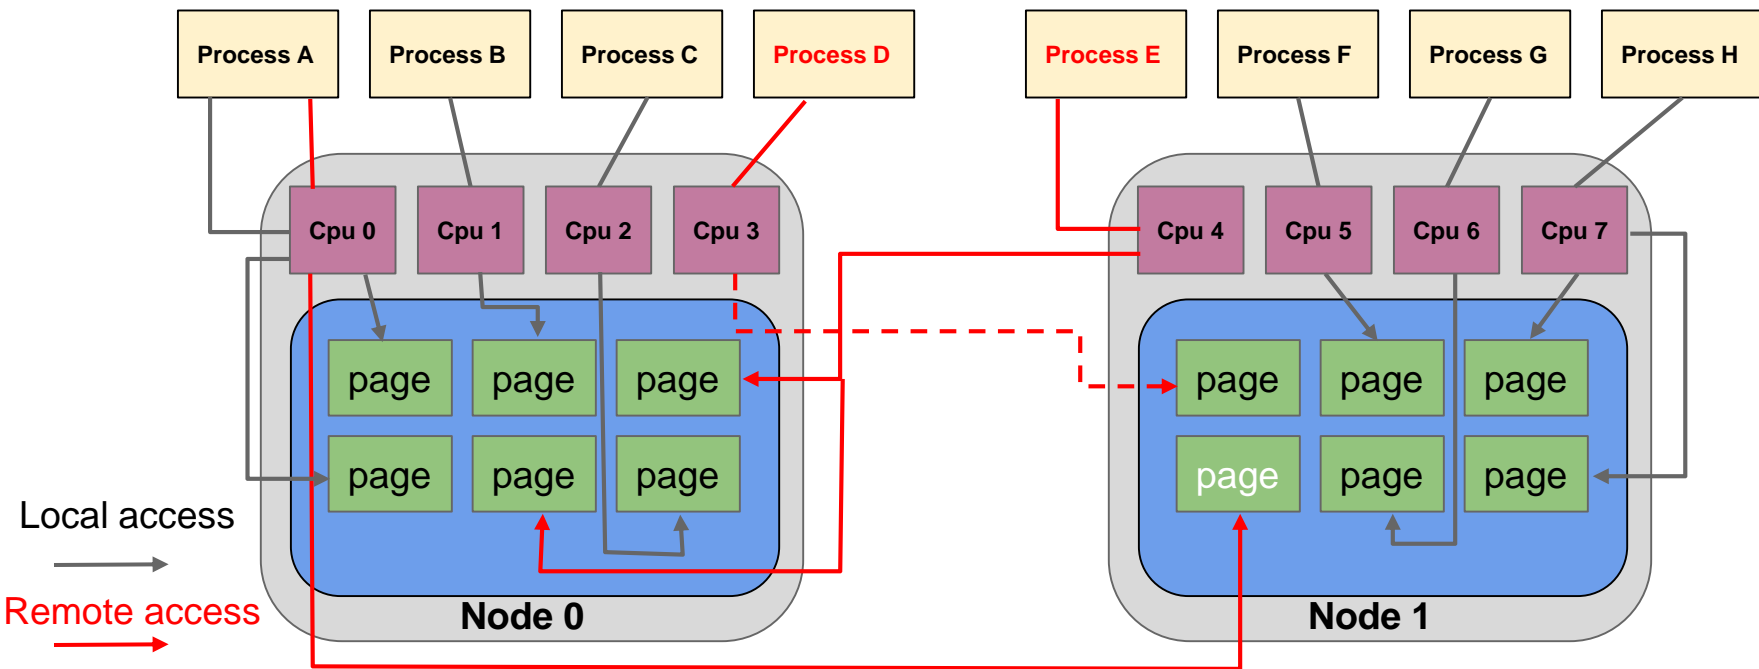 Process A
Process B
Process C
Process D
Process E
Process F
Process G
Process H
Cpu 0
Cpu 1
Cpu 2
Cpu 3
Cpu 4
Cpu 5
Cpu 6
Cpu 7
page
page
page
page
page
page
page
page
page
page
page
page
Local access
Remote access
Node 0
Node 1